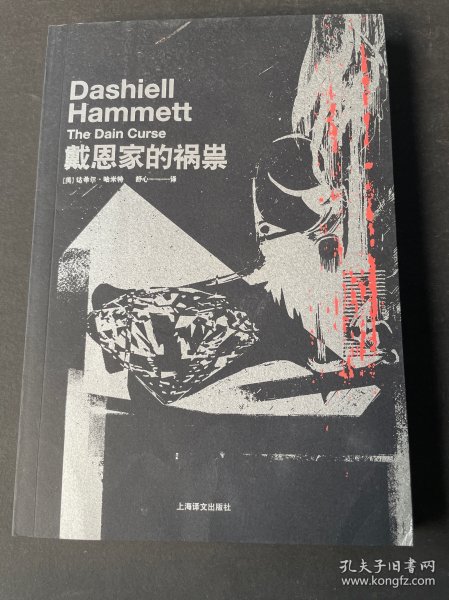 Dashiell
Hammett
The Dain Curse
戴恩家的祸祟
[美] 达希尔·哈米特 舒心——译
上海译文出版社
孔夫子旧书网
www.kongfz.com